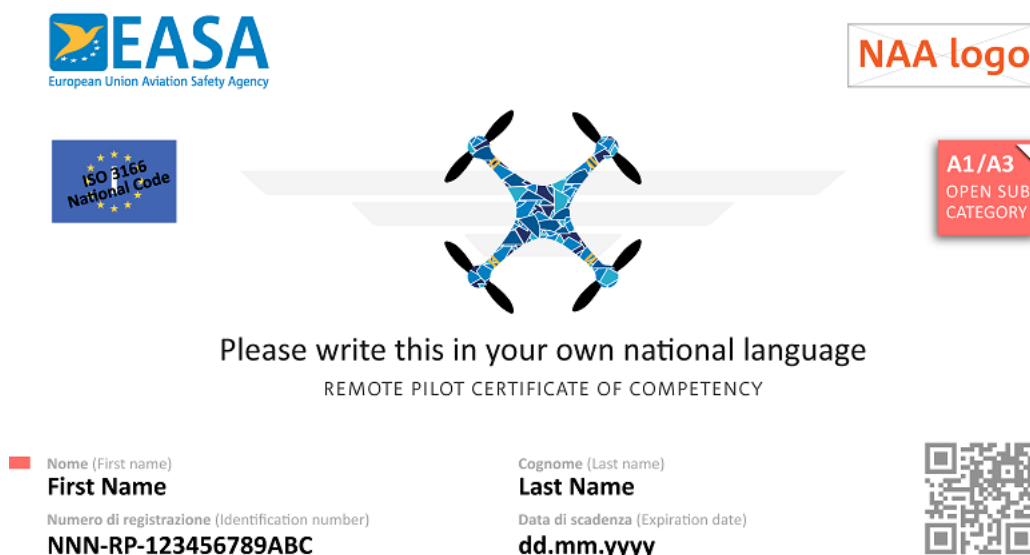 EASA
European Union Aviation Safety Agency
NAA logo
ISO 3166
National Code
A1/A3
OPEN SUB
CATEGORY
Please write this in your own national language
REMOTE PILOT CERTIFICATE OF COMPETENCY
Nome (First name)
First Name
Cognome (Last name)
Last Name
Numero di registrazione (Identification number)
NNN-RP-123456789ABC
Data di scadenza (Expiration date)
dd.mm.yyyy